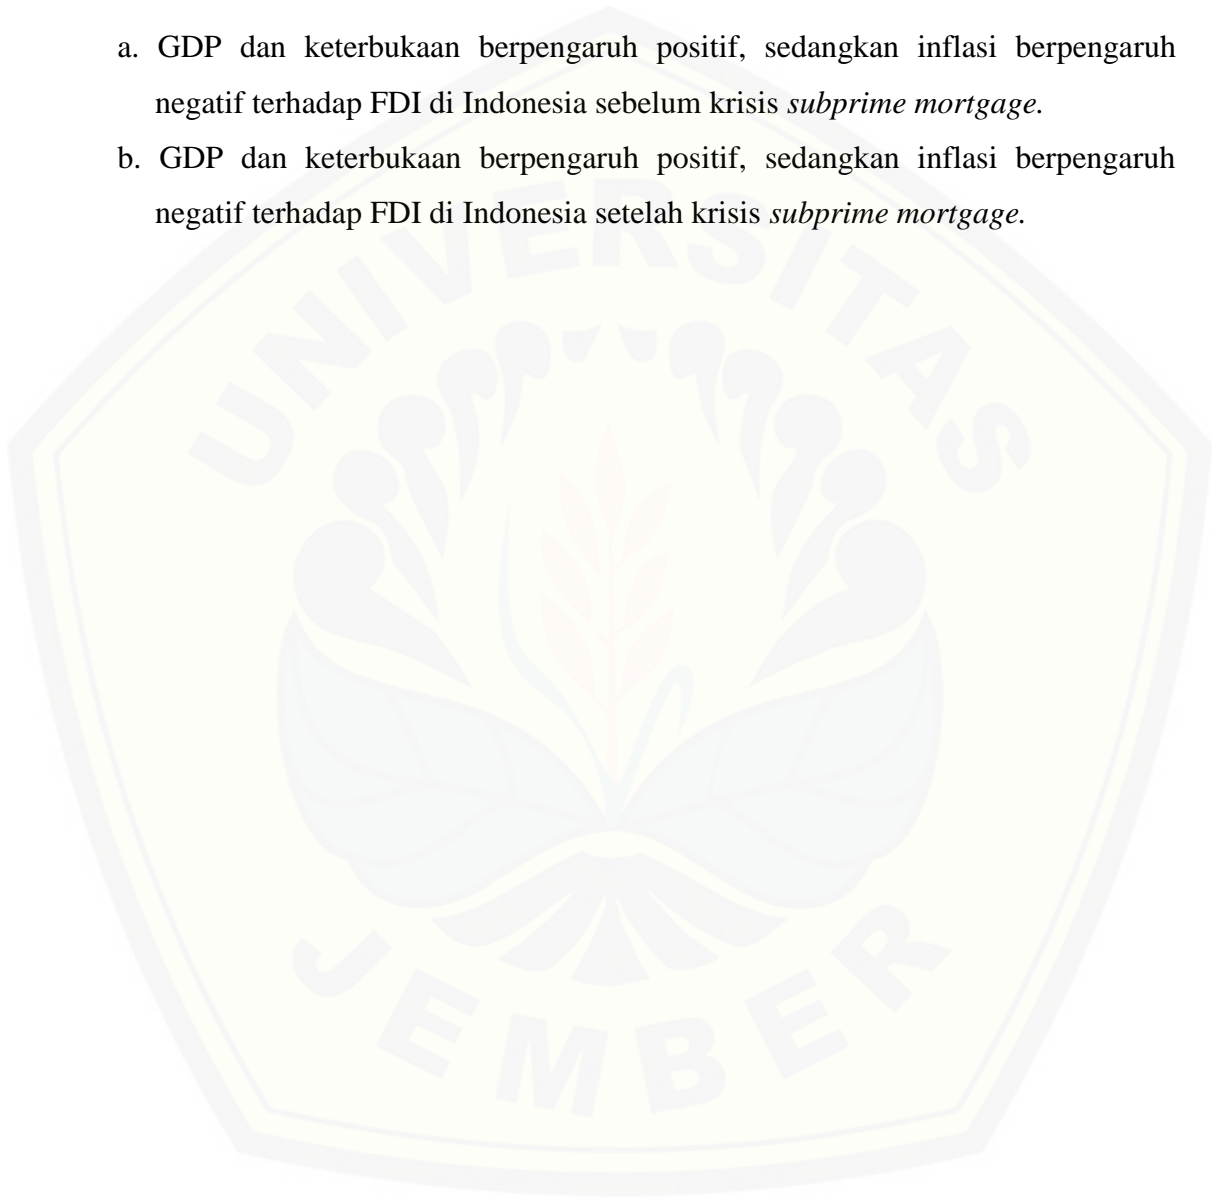 a. GDP dan keterbukaan berpengaruh positif, sedangkan inflasi berpengaruh
negatif terhadap FDI di Indonesia sebelum krisis subprime mortgage.
b. GDP dan keterbukaan berpengaruh positif, sedangkan inflasi berpengaruh
negatif terhadap FDI di Indonesia setelah krisis subprime mortgage.
UNIVERSITAS
JEMBER